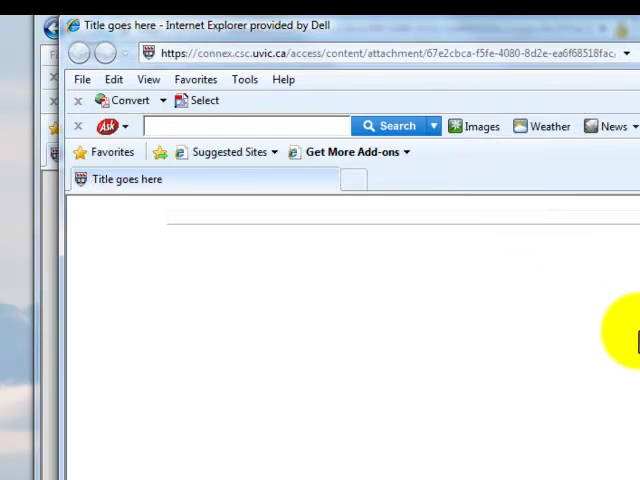 Title goes here - Internet Explorer provided by Dell
https://connex.csc.uvic.ca/access/content/attachment/67e2cbca-f5fe-4080-8d2e-ea6f68518fac/
File Edit View Favorites Tools Help
x Convert Select
x Ask Search Images Weather News
Favorites Suggested Sites Get More Add-ons
Title goes here